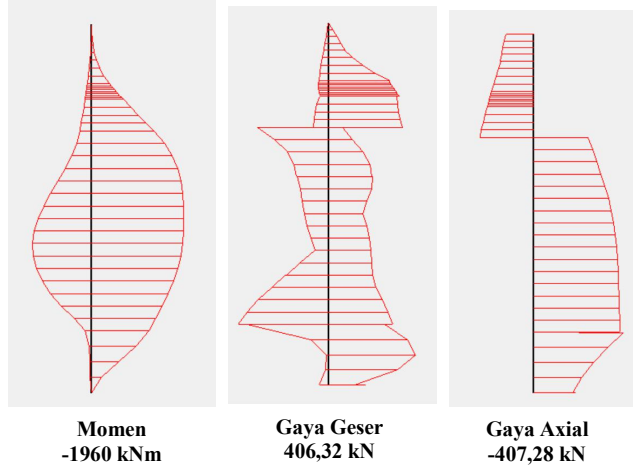 Momen
-1960 kNm
Gaya Geser
406,32 kN
Gaya Axial
-407,28 kN